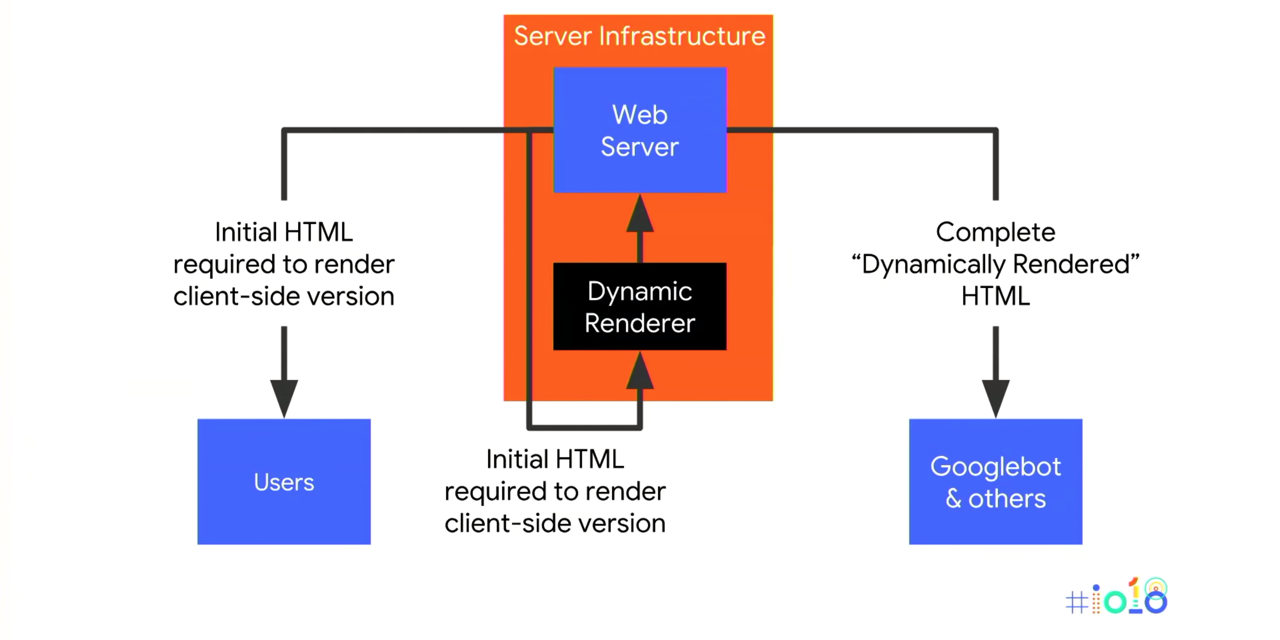 Server Infrastructure
Web
Server
Initial HTML
required to render
client-side version
Complete
“Dynamically Rendered”
HTML
Dynamic
Renderer
Initial HTML
required to render
client-side version
Users
Googlebot
& others
#io18